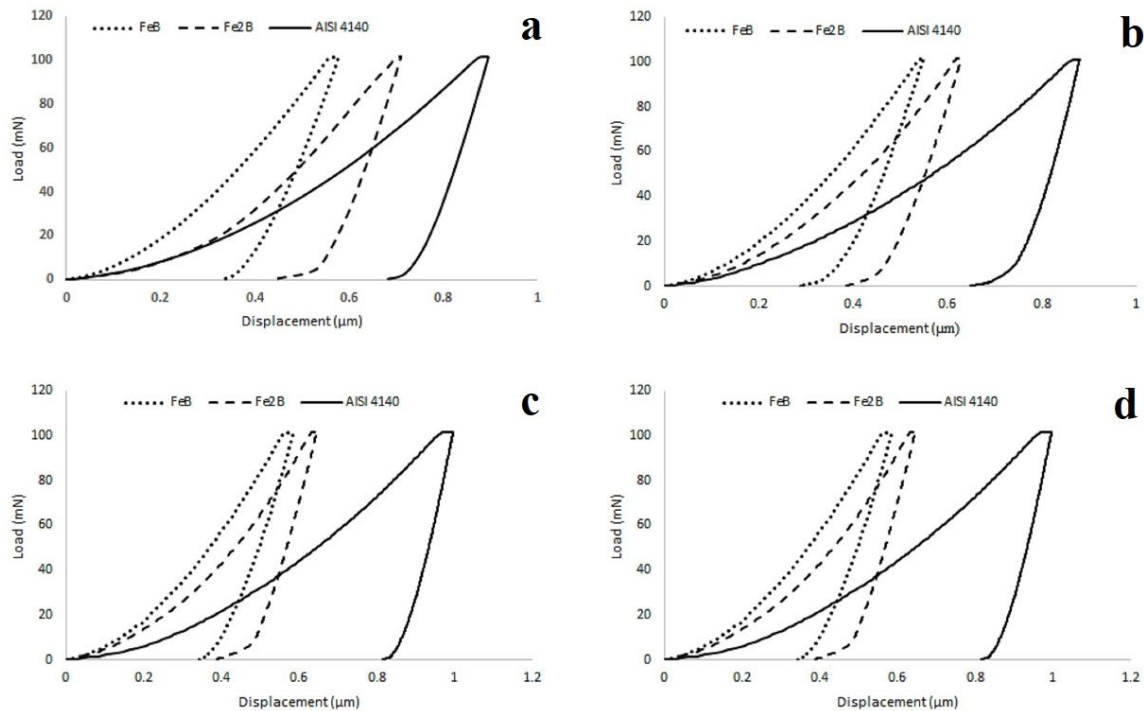 a
FeB Fe2B AISI 4140
120
100
80
60
40
20
0
Load (mN)
0 0.2 0.4 0.6 0.8 1
Displacement (µm)
b
FeB Fe2B AISI 4140
120
100
80
60
40
20
0
Load (mN)
0 0.2 0.4 0.6 0.8 1
Displacement (µm)
c
FeB Fe2B AISI 4140
120
100
80
60
40
20
0
Load (mN)
0 0.2 0.4 0.6 0.8 1 1.2
Displacement (µm)
d
FeB Fe2B AISI 4140
120
100
80
60
40
20
0
Load (mN)
0 0.2 0.4 0.6 0.8 1 1.2
Displacement (µm)